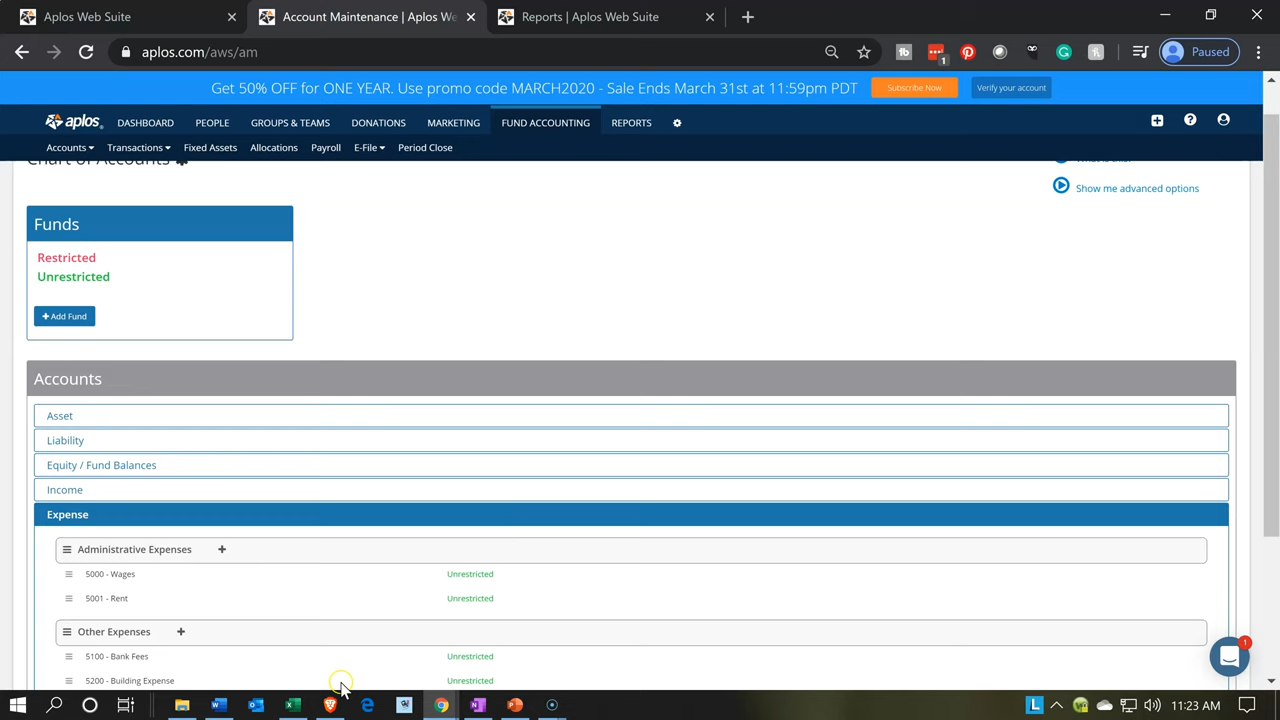 Aplos Web Suite
Account Maintenance | Aplos We
Reports | Aplos Web Suite
aplos.com/aws/am
1
Paused
Get 50% OFF for ONE YEAR. Use promo code MARCH2020 - Sale Ends March 31st at 11:59pm PDT
Subscribe Now
Verify your account
aplos
DASHBOARD PEOPLE GROUPS & TEAMS DONATIONS MARKETING FUND ACCOUNTING REPORTS
Accounts Transactions Fixed Assets Allocations Payroll E-File Period Close
Chart of Accounts
Show me advanced options
Funds
Restricted
Unrestricted
+ Add Fund
Accounts
Asset
Liability
Equity / Fund Balances
Income
Expense
Administrative Expenses
5000 - Wages Unrestricted
5001 - Rent Unrestricted
Other Expenses
5100 - Bank Fees Unrestricted
5200 - Building Expense Unrestricted
1
11:23 AM